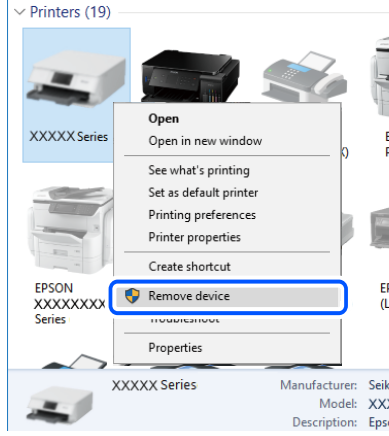 Printers (19)
XXXXX Series
Open
Open in new window
See what's printing
Set as default printer
Printing preferences
Printer properties
Create shortcut
Remove device
Troubleshoot
Properties
EPSON
XXXXXXXX
Series
XXXXX Series
Manufacturer:
Model:
Description: